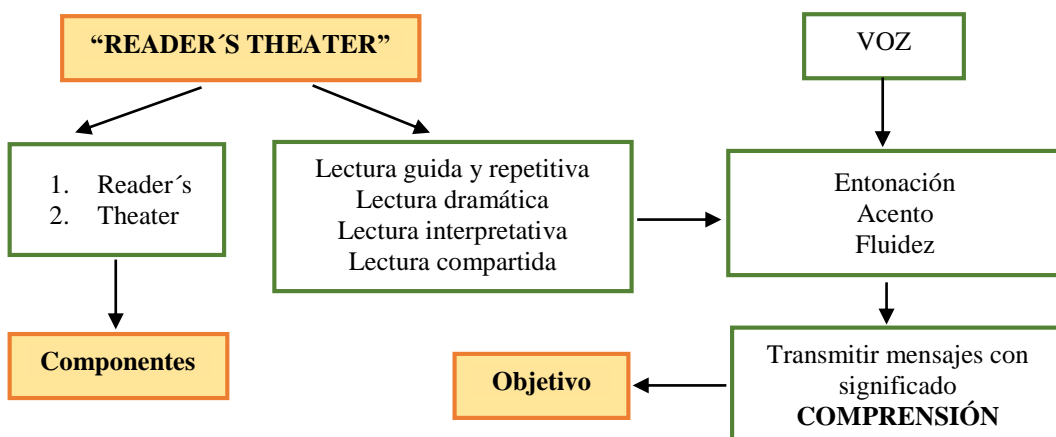 “READER´S THEATER”
VOZ
1. Reader´s
2. Theater
Lectura guida y repetitiva
Lectura dramática
Lectura interpretativa
Lectura compartida
Entonación
Acento
Fluidez
Componentes
Objetivo
Transmitir mensajes con
significado
COMPRENSIÓN